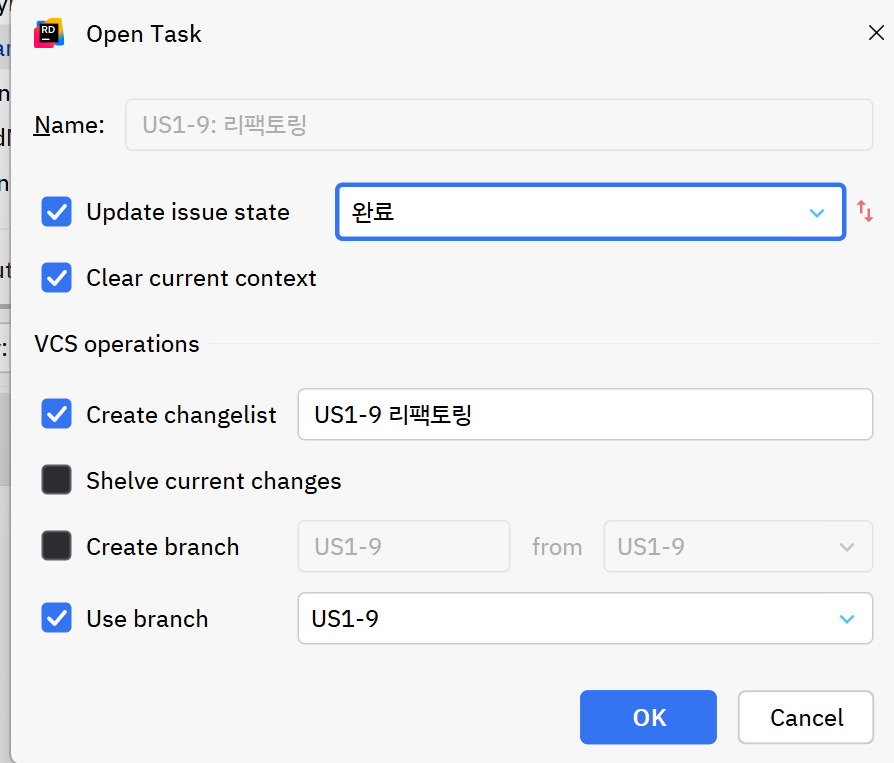 RD Open Task
Name: US1-9: 리팩토링
Update issue state 완료
Clear current context
VCS operations
Create changelist US1-9 리팩토링
Shelve current changes
Create branch US1-9 from US1-9
Use branch US1-9
OK Cancel